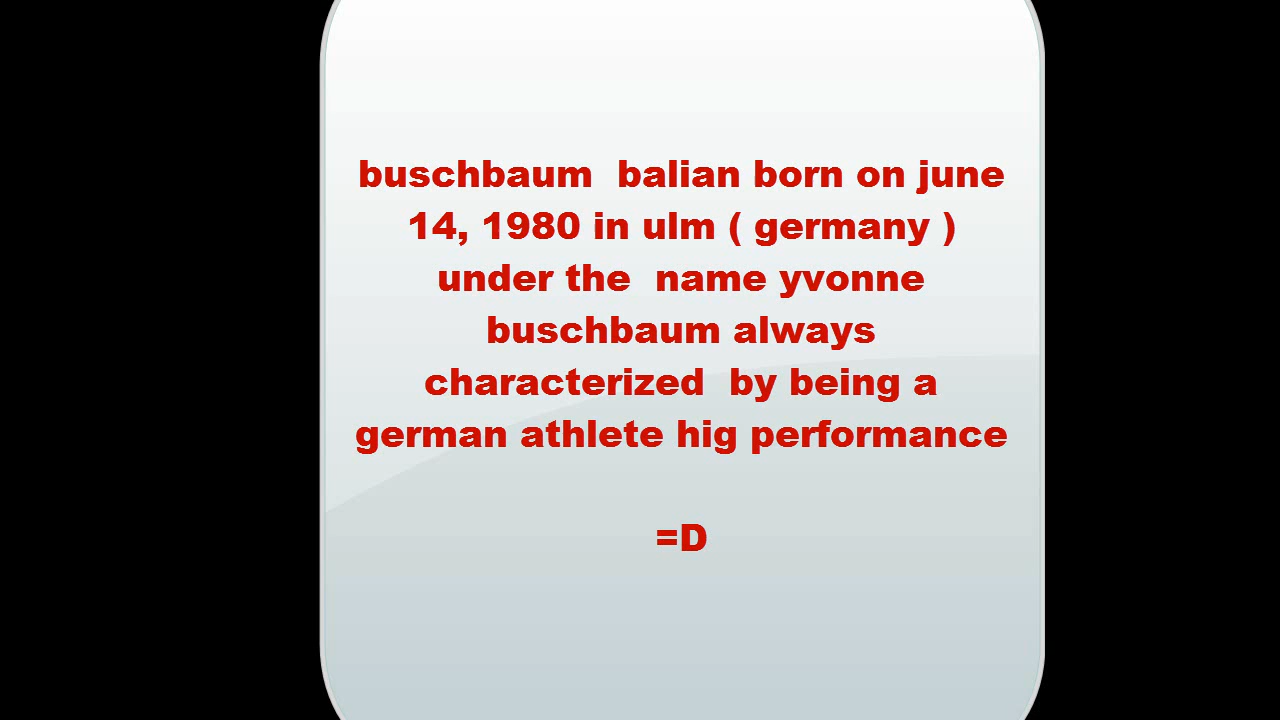 buschbaum  balian born on june
14, 1980 in ulm ( germany )
under the  name yvonne
buschbaum always
characterized  by being a
german athlete hig performance
=D